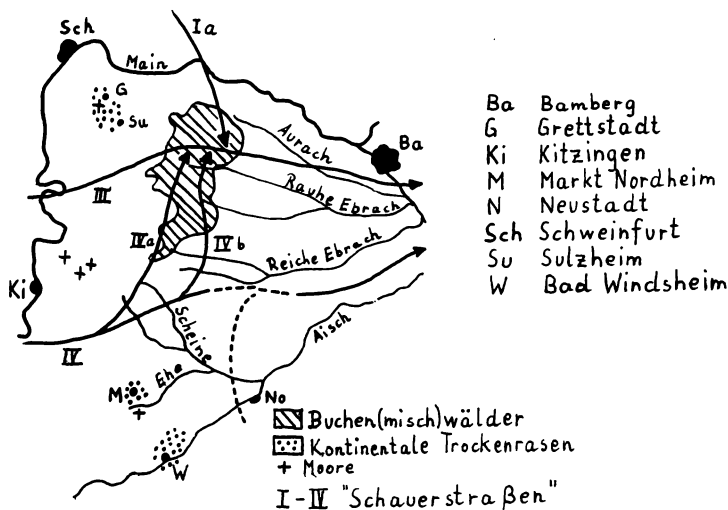 Sch
Ia
Main
G
Su
Aurach
Ba
Rauhe Ebrach
III
IVa
IVb
Reiche Ebrach
Ki
Scheine
Aisch
IV
Ehe
M
No
W
Ba Bamberg
G Grettstadt
Ki Kitzingen
M Markt Nordheim
N Neustadt
Sch Schweinfurt
Su Sulzheim
W Bad Windsheim
Buchen(misch)wälder
Kontinentale Trockenrasen
+ Moore
I-IV "Schauerstraßen"